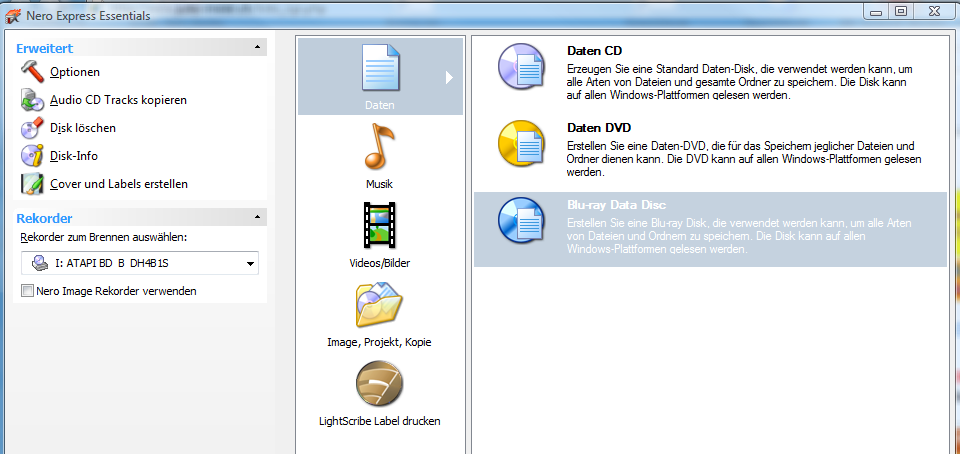 Nero Express Essentials
Erweitert
Optionen
Audio CD Tracks kopieren
Disk löschen
Disk-Info
Cover und Labels erstellen
Rekorder
Rekorder zum Brennen auswählen:
I: ATAPI BD B DH4B1S
Nero Image Rekorder verwenden
Daten
Musik
Videos/Bilder
Image, Projekt, Kopie
LightScribe Label drucken
Daten CD
Erzeugen Sie eine Standard Daten-Disk, die verwendet werden kann, um
alle Arten von Dateien und gesamte Ordner zu speichern. Die Disk kann
auf allen Windows-Plattformen gelesen werden.
Daten DVD
Erstellen Sie eine Daten-DVD, die für das Speichern jeglicher Dateien und
Ordner dienen kann. Die DVD kann auf allen Windows-Plattformen gelesen
werden.
Blu-ray Data Disc
Erstellen Sie eine Blu-ray Disk, die verwendet werden kann, um alle Arten
von Dateien und Ordnern zu speichern. Die Disk kann auf allen
Windows-Plattformen gelesen werden.